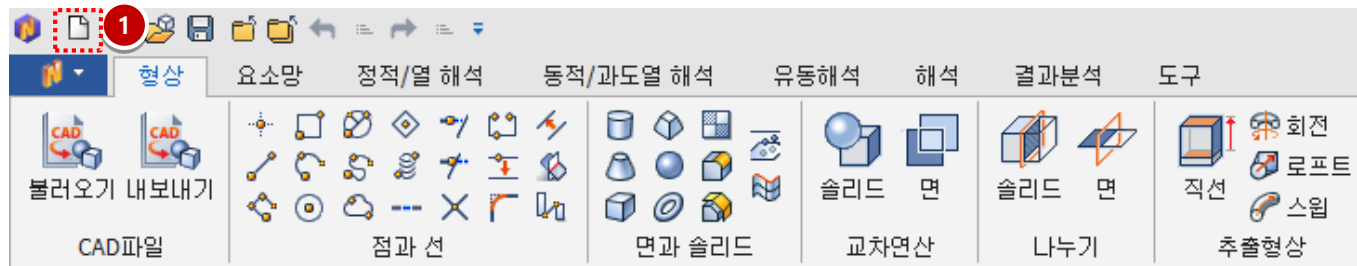 1
형상 요소망 정적/열 해석 동적/과도열 해석 유동해석 해석 결과분석 도구
CAD CAD
불러오기 내보내기 솔리드 면 솔리드 면 직선 회전
로프트
스윕
CAD파일 점과 선 면과 솔리드 교차연산 나누기 추출형상